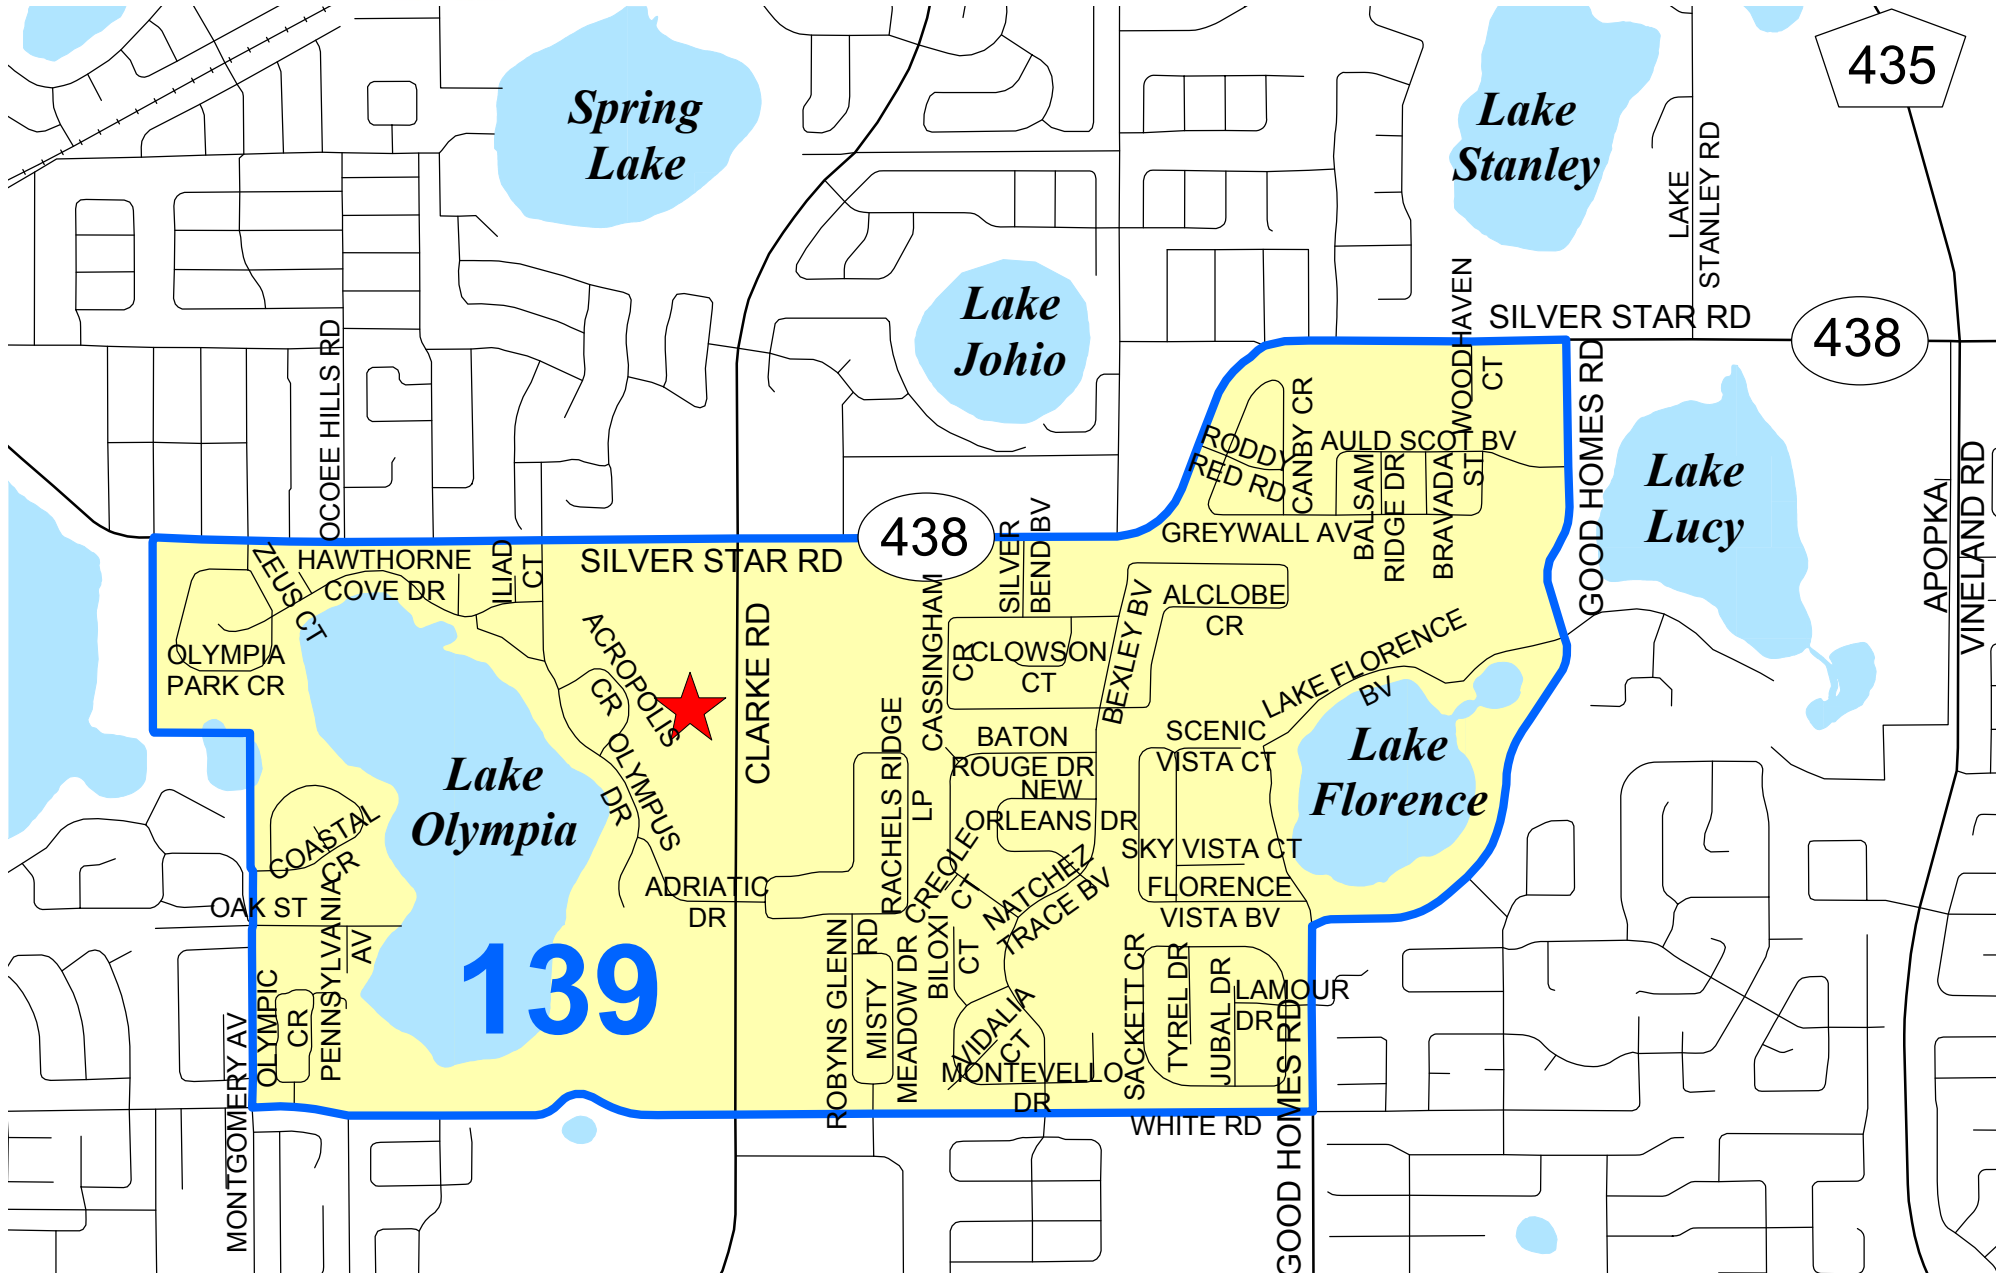 435
Spring
Lake
Lake
Stanley
LAKE
STANLEY RD
Lake
Johio
WOODHAVEN
CT
SILVER STAR RD
438
OCOEE HILLS RD
GOOD HOMES RD
CANBY CR
RODDY
RED RD
AULD SCOT BV
BALSAM
RIDGE DR
BRAVADA
ST
GREYWALL AV
Lake
Lucy
APOPKA
VINELAND RD
438
SILVER STAR RD
ZEUS CT
HAWTHORNE
COVE DR
ILIAD
CT
SILVER
BEND BV
CASSINGHAM
CR
CLOWSON
CT
BEXLEY BV
ALCLOBE
CR
OLYMPIA
PARK CR
ACROPOLIS
CR
CLARKE RD
LAKE FLORENCE
BV
BATON
ROUGE DR
SCENIC
VISTA CT
Lake
Olympia
OLYMPUS
DR
RACHELS RIDGE
LP
NEW
ORLEANS DR
Lake
Florence
COASTAL
CR
SKY VISTA CT
CREOLE
CT
NATCHEZ
TRACE BV
ADRIATIC
DR
FLORENCE
VISTA BV
OAK ST
PENNSYLVANIA
AV
139
ROBYNS GLENN
RD
MISTY
MEADOW DR
BILOXI
CT
SACKETT CR
TYREL DR
JUBAL DR
LAMOUR
DR
OLYMPIC
CR
VIDALIA
CT
MONTEVELLO
DR
MONTGOMERY AV
WHITE RD
GOOD HOMES RD